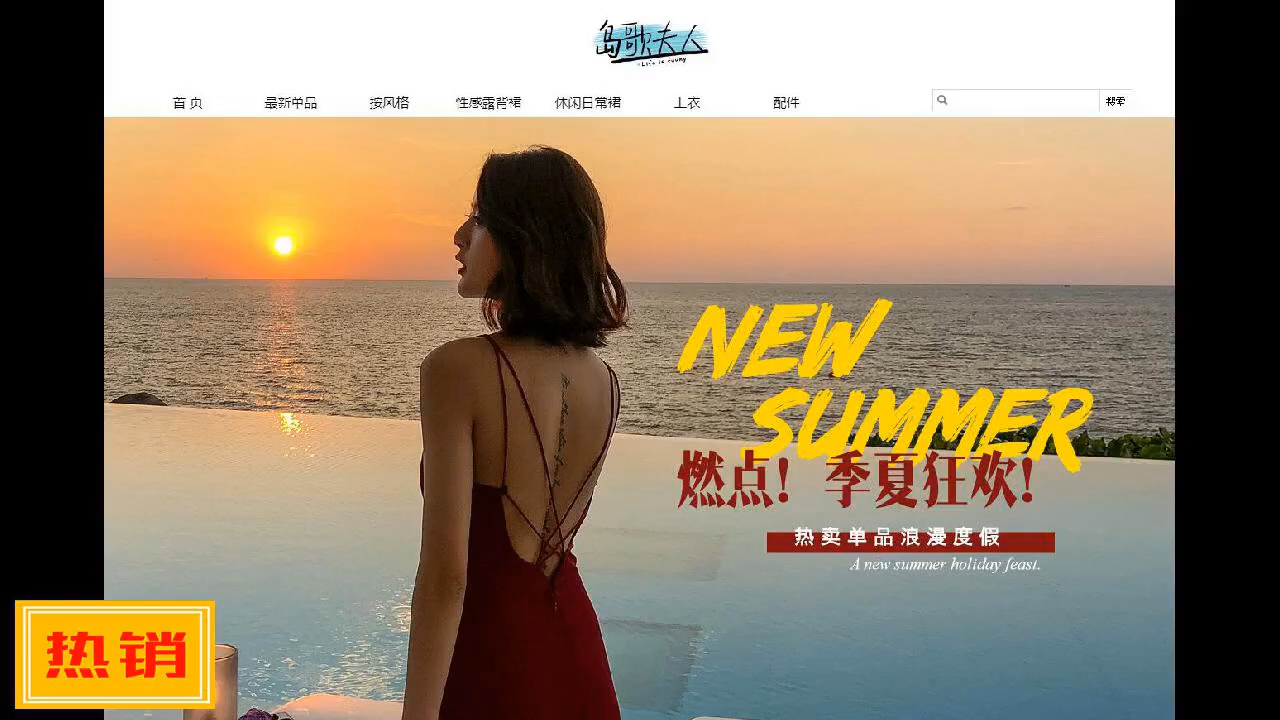 岛歌夫人
首页 最新单品 按风格 性感露背裙 休闲日常裙 上衣 配件 搜索
NEW
SUMMER
燃点! 季夏狂欢!
热卖单品浪漫度假
A new summer holiday feast.
热销